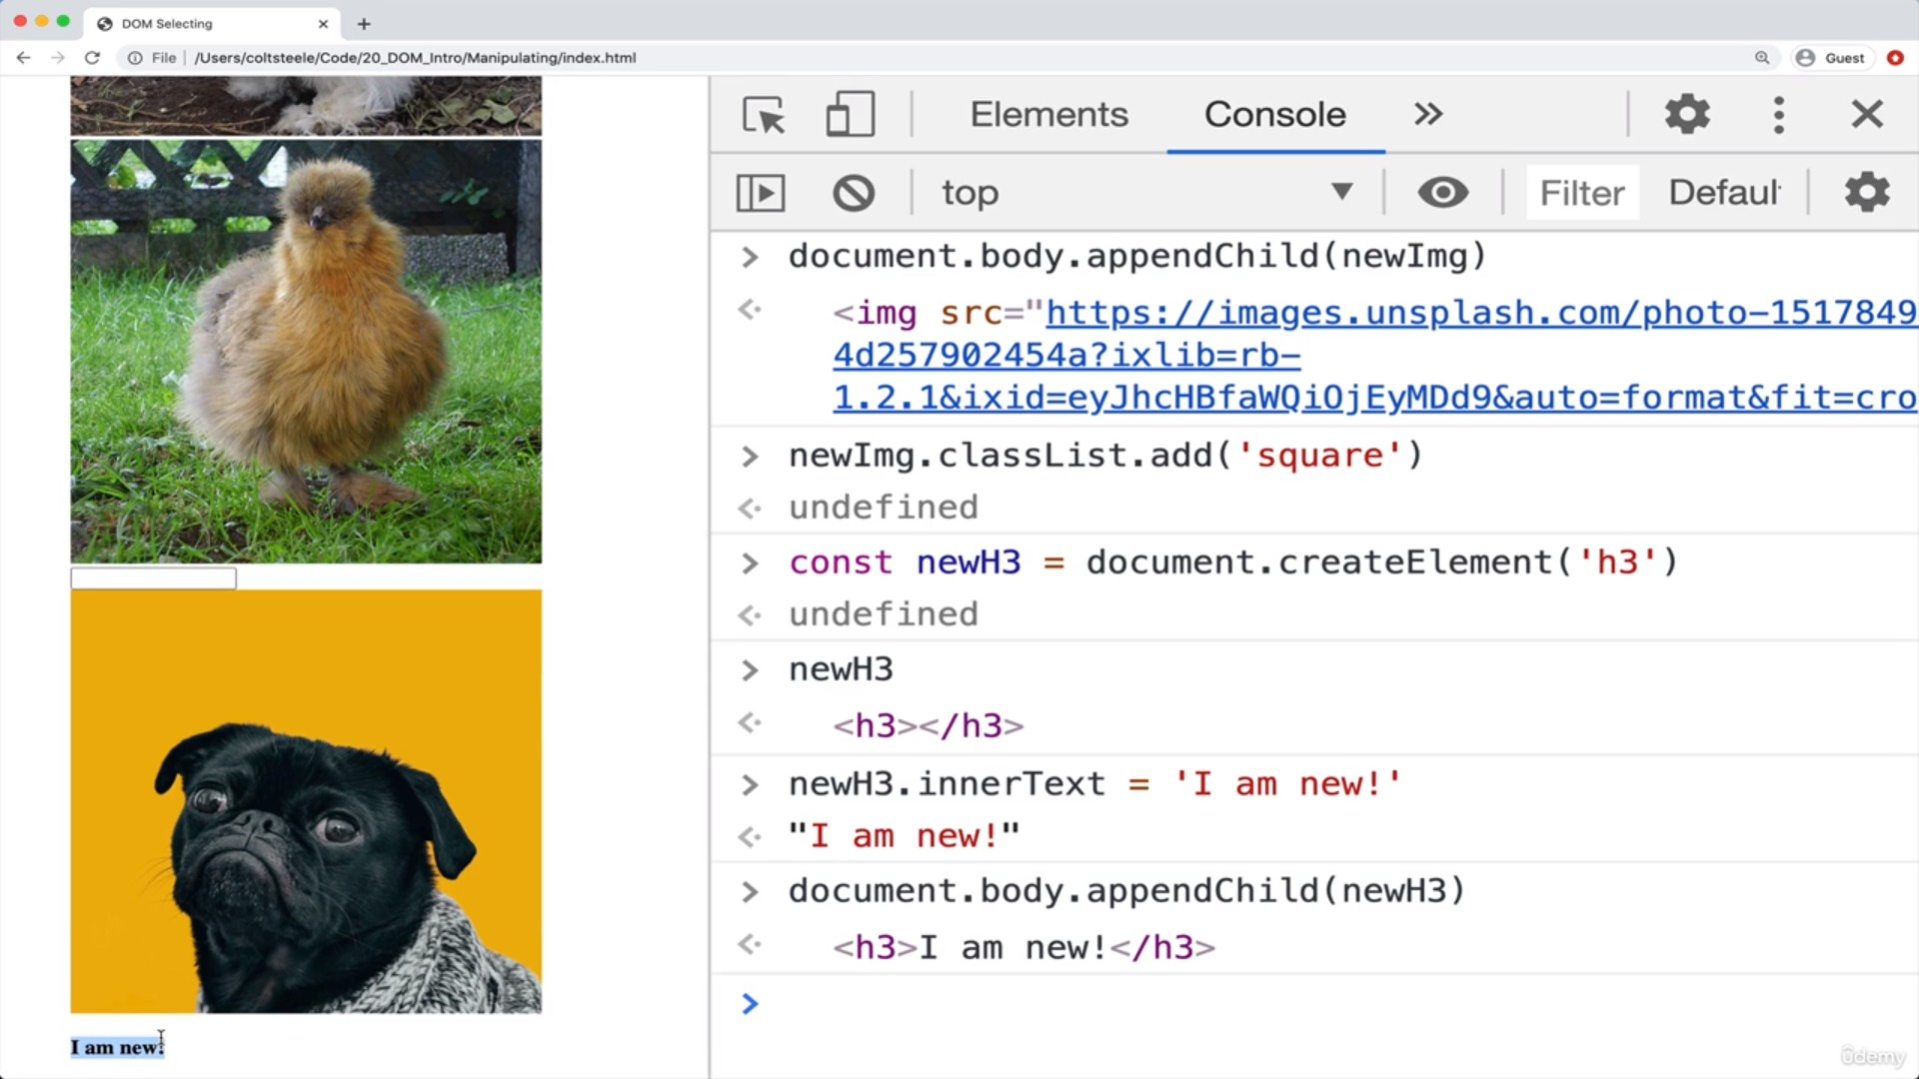 DOM Selecting
File /Users/coltsteele/Code/20_DOM_Intro/Manipulating/index.html
Guest
Elements Console
top Filter Defaul
document.body.appendChild(newImg)
<img src="https://images.unsplash.com/photo-1517849
4d257902454a?ixlib=rb-
1.2.1&ixid=eyJhcHBfaWQiOjEyMDd9&auto=format&fit=cro
newImg.classList.add('square')
undefined
const newH3 = document.createElement('h3')
undefined
newH3
<h3></h3>
newH3.innerText = 'I am new!'
"I am new!"
document.body.appendChild(newH3)
<h3>I am new!</h3>
I am new!
ûdemy